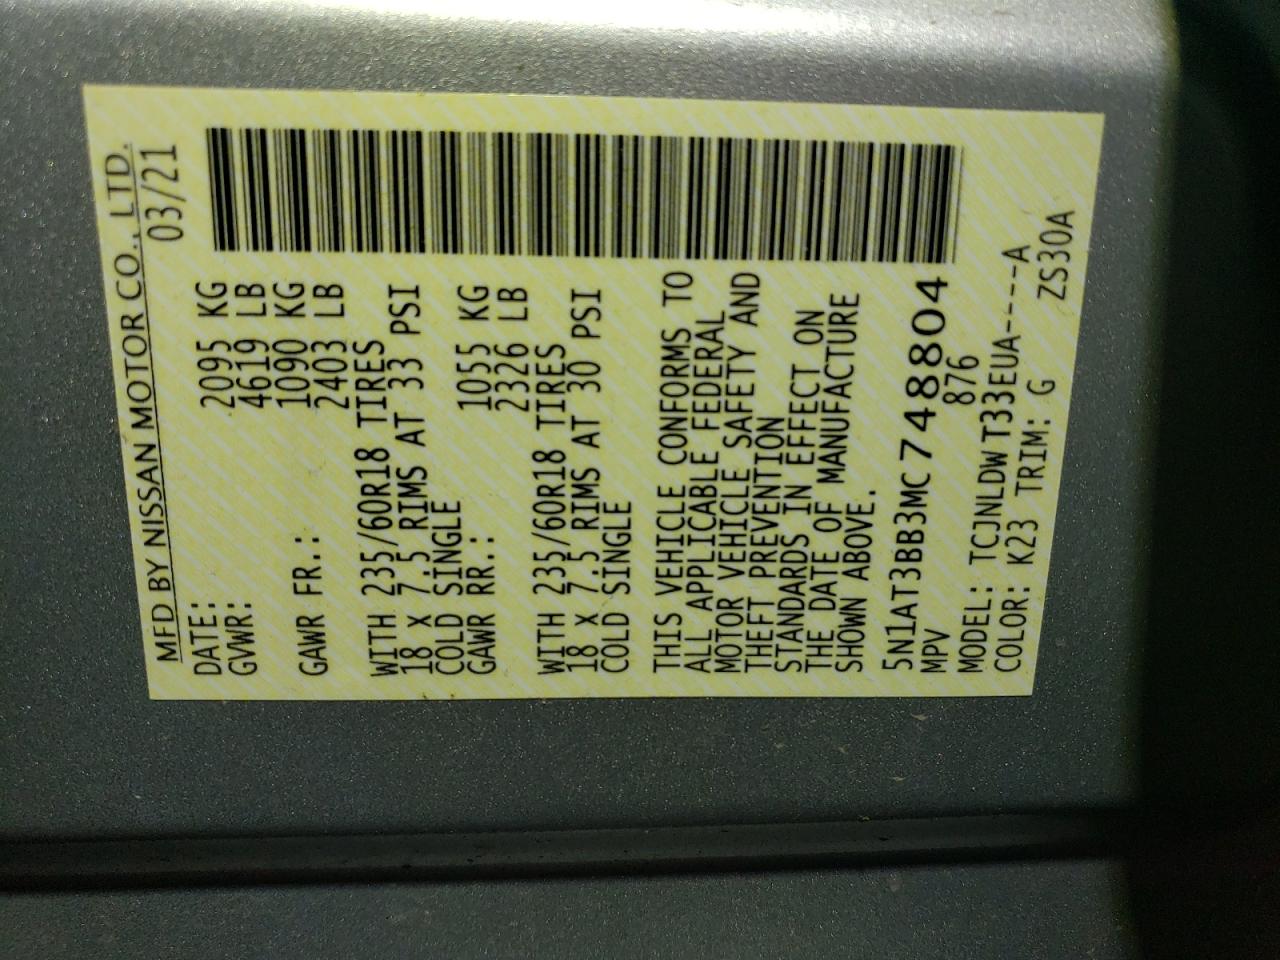 MFD BY NISSAN MOTOR CO., LTD.
DATE: 03/21
GVWR: 2095 KG
4619 LB
GAWR FR.: 1090 KG
2403 LB
WITH 235/60R18 TIRES
18 X 7.5 RIMS AT 33 PSI
COLD SINGLE
GAWR RR.: 1055 KG
2326 LB
WITH 235/60R18 TIRES
18 X 7.5 RIMS AT 30 PSI
COLD SINGLE
THIS VEHICLE CONFORMS TO
ALL APPLICABLE FEDERAL
MOTOR VEHICLE SAFETY AND
THEFT PREVENTION
STANDARDS IN EFFECT ON
THE DATE OF MANUFACTURE
SHOWN ABOVE.
5N1AT3BB3MC748804
MPV 876
MODEL: TCJNLDWT33EUA----A
COLOR: K23 TRIM: G ZS30A